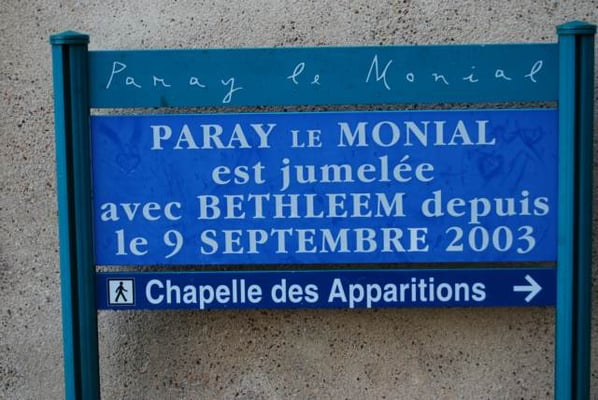 Paray le Monial
PARAY LE MONIAL
est jumelée
avec BETHLEEM depuis
le 9 SEPTEMBRE 2003
Chapelle des Apparitions